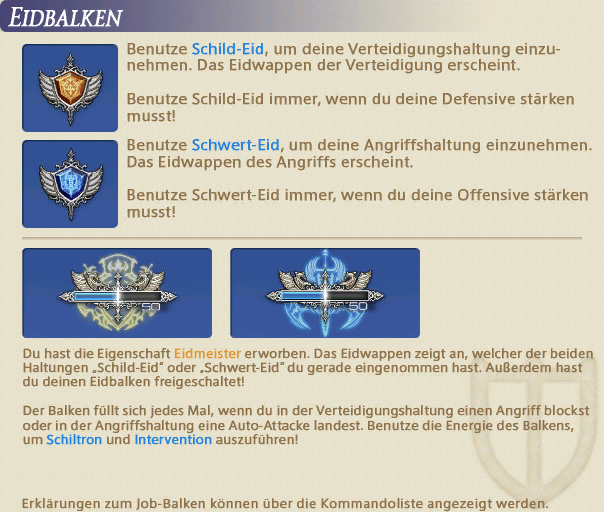 EIDBALKEN
Benutze Schild-Eid, um deine Verteidigungshaltung einzu-
nehmen. Das Eidwappen der Verteidigung erscheint.
Benutze Schild-Eid immer, wenn du deine Defensive stärken
musst!
Benutze Schwert-Eid, um deine Angriffshaltung einzunehmen.
Das Eidwappen des Angriffs erscheint.
Benutze Schwert-Eid immer, wenn du deine Offensive stärken
musst!
50
50
Du hast die Eigenschaft Eidmeister erworben. Das Eidwappen zeigt an, welcher der beiden
Haltungen „Schild-Eid“ oder „Schwert-Eid“ du gerade eingenommen hast. Außerdem hast
du deinen Eidbalken freigeschaltet!
Der Balken füllt sich jedes Mal, wenn du in der Verteidigungshaltung einen Angriff blockst
oder in der Angriffshaltung eine Auto-Attacke landest. Benutze die Energie des Balkens,
um Schiltron und Intervention auszuführen!
Erklärungen zum Job-Balken können über die Kommandoliste angezeigt werden.